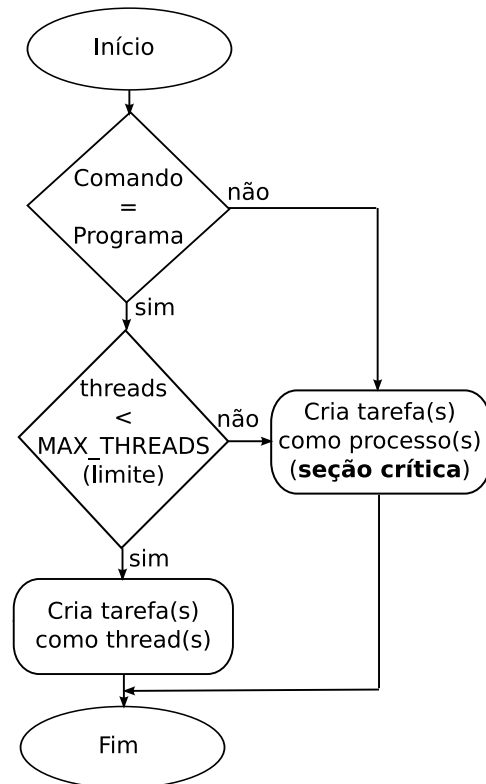 Início
Comando
=
Programa
não
sim
threads
<
MAX_THREADS
(limite)
não
Cria tarefa(s)
como processo(s)
(seção crítica)
sim
Cria tarefa(s)
como thread(s)
Fim